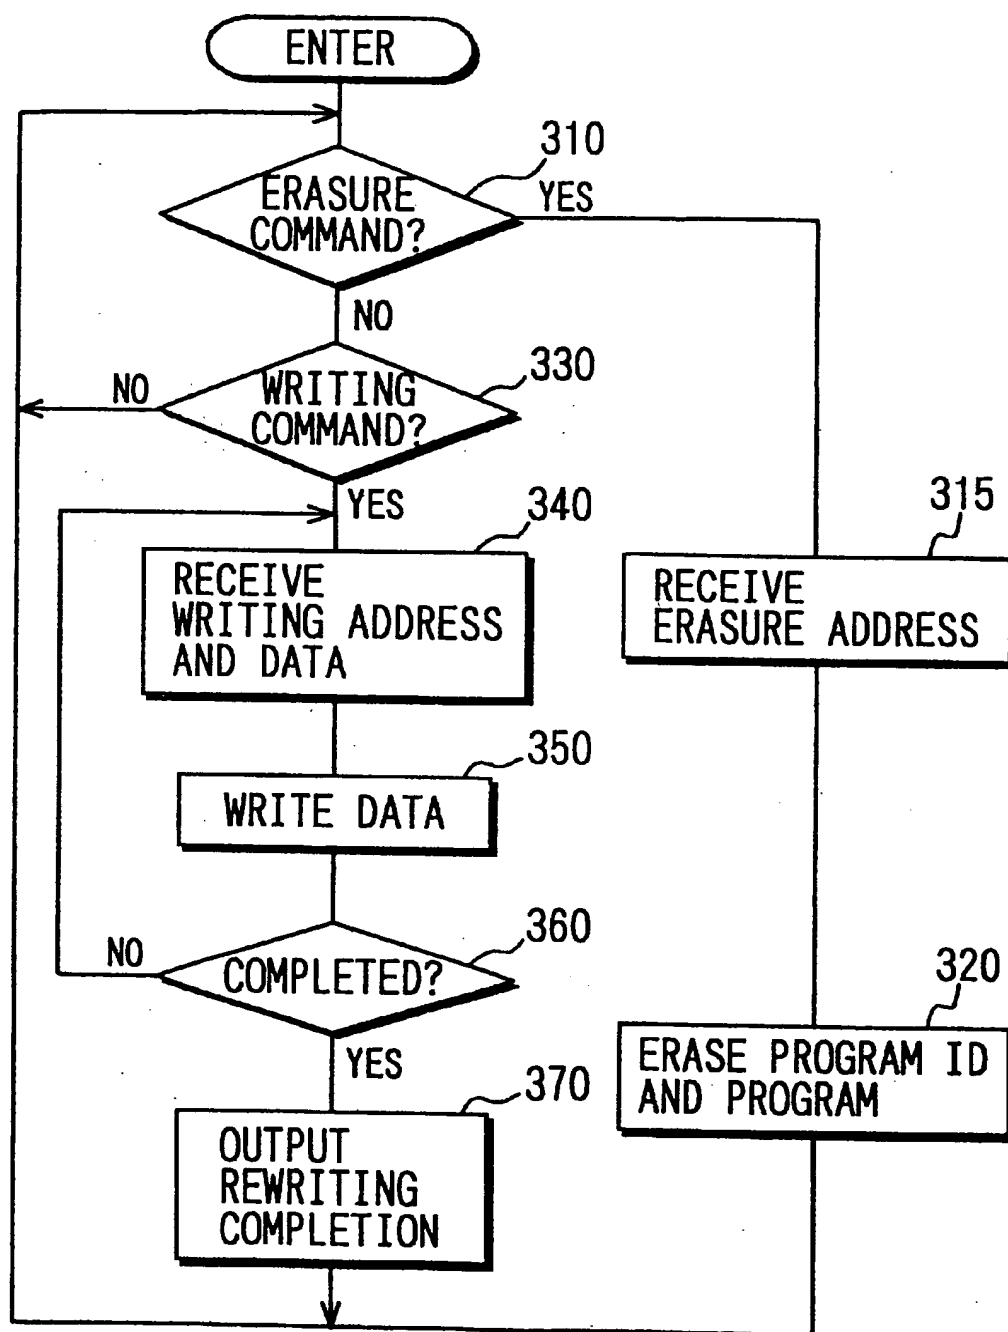 ENTER
310
ERASURE
COMMAND?
YES
NO
330
NO
WRITING
COMMAND?
YES
340
315
RECEIVE
WRITING ADDRESS
AND DATA
RECEIVE
ERASURE ADDRESS
350
WRITE DATA
360
NO
COMPLETED?
320
YES
ERASE PROGRAM ID
AND PROGRAM
370
OUTPUT
REWRITING
COMPLETION